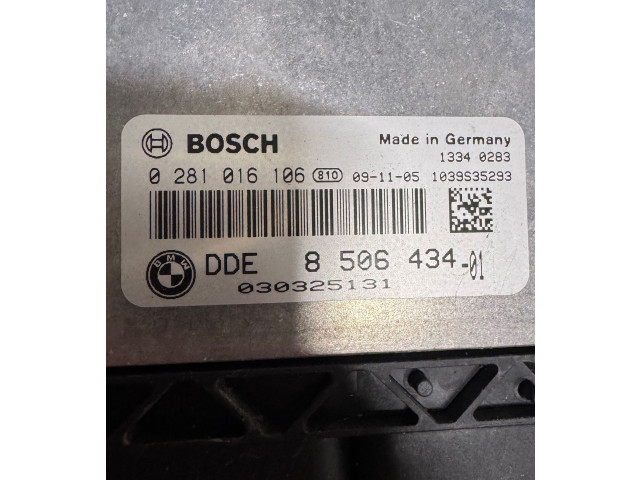 BOSCH Made in Germany
1334 0283
0 281 016 106 810 09-11-05 1039S35293
BMW DDE 8 506 434-01
030325131